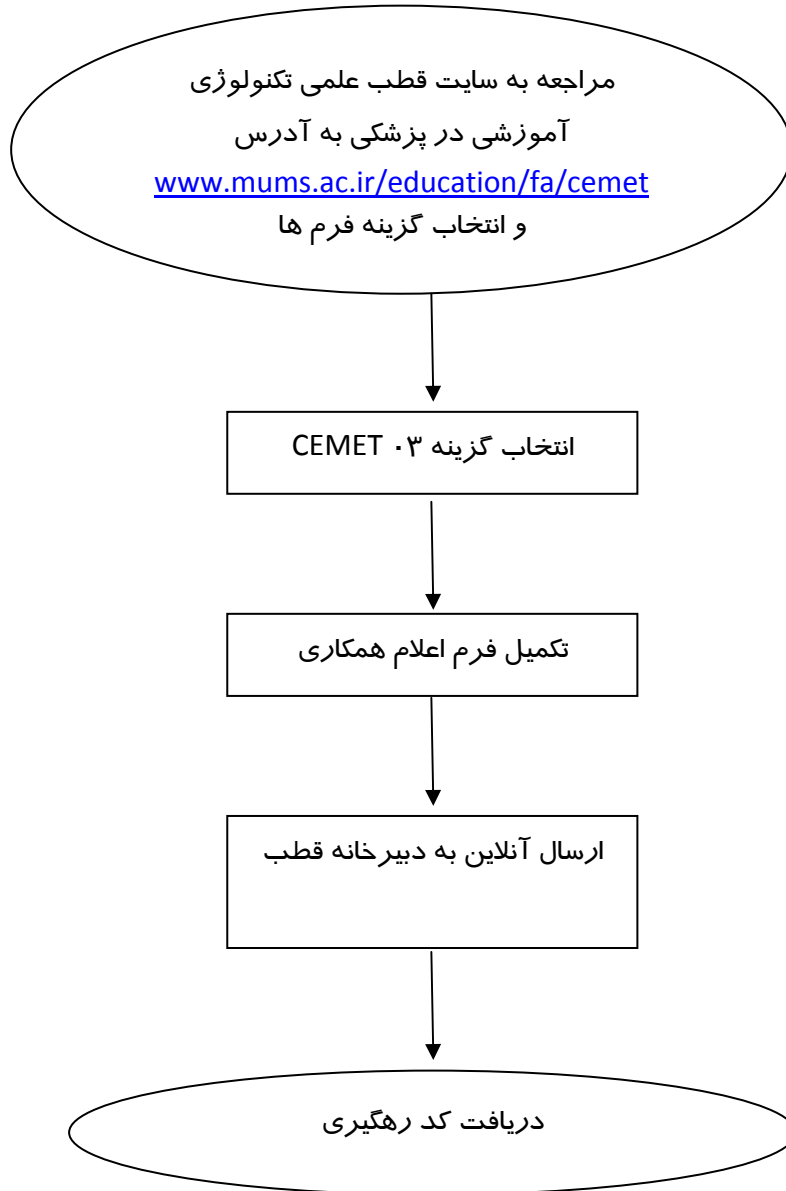 مراجعه به سایت قطب علمی تکنولوژی
آموزشی در پزشکی به آدرس
www.mums.ac.ir/education/fa/cemet
و انتخاب گزینه فرم ها
انتخاب گزینه CEMET ۰۳
تکمیل فرم اعلام همکاری
ارسال آنلاین به دبیرخانه قطب
دریافت کد رهگیری